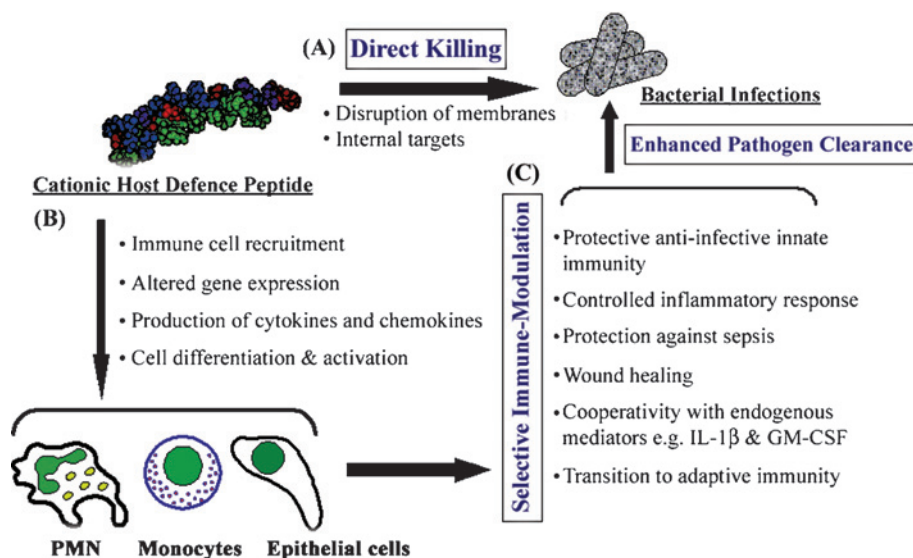 (A) Direct Killing
• Disruption of membranes
• Internal targets
Bacterial Infections
Enhanced Pathogen Clearance
Cationic Host Defence Peptide
(B)
• Immune cell recruitment
• Altered gene expression
• Production of cytokines and chemokines
• Cell differentiation & activation
PMN Monocytes Epithelial cells
(C)
Selective Immune-Modulation
• Protective anti-infective innate
immunity
• Controlled inflammatory response
• Protection against sepsis
• Wound healing
• Cooperativity with endogenous
mediators e.g. IL-1β & GM-CSF
• Transition to adaptive immunity